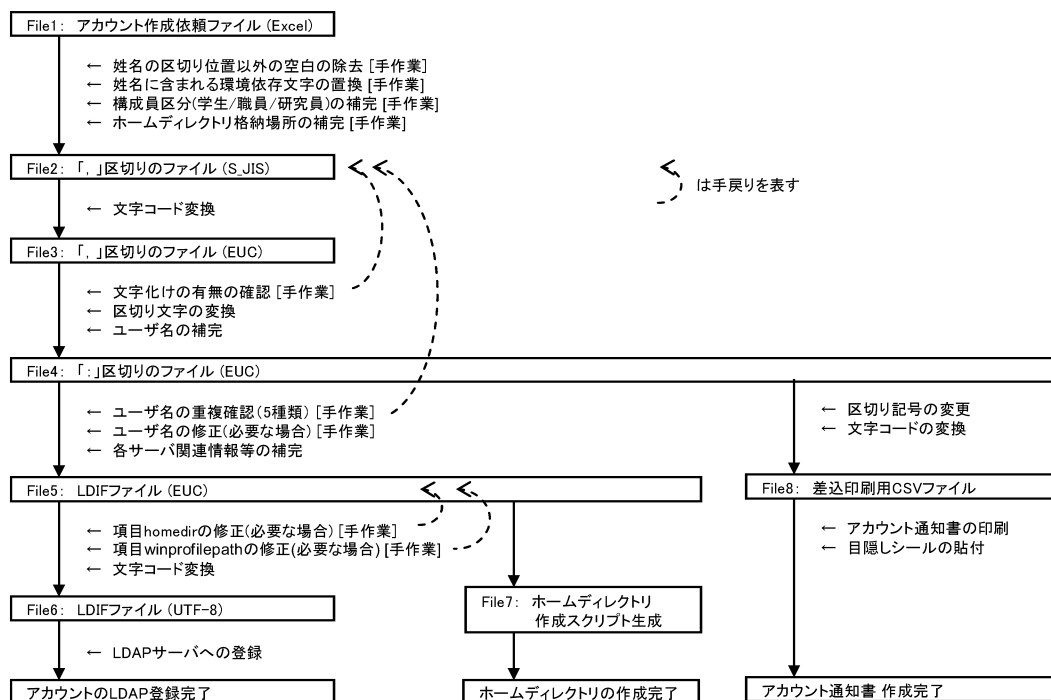 File1： アカウント作成依頼ファイル (Excel)
← 姓名の区切り位置以外の空白の除去 [手作業]
← 姓名に含まれる環境依存文字の置換 [手作業]
← 構成員区分(学生/職員/研究員)の補完 [手作業]
← ホームディレクトリ格納場所の補完 [手作業]
File2： 「，」区切りのファイル (S_JIS)
は手戻りを表す
← 文字コード変換
File3： 「，」区切りのファイル (EUC)
← 文字化けの有無の確認 [手作業]
← 区切り文字の変換
← ユーザ名の補完
File4： 「：」区切りのファイル (EUC)
← ユーザ名の重複確認(5種類) [手作業]
← ユーザ名の修正(必要な場合) [手作業]
← 各サーバ関連情報等の補完
← 区切り記号の変更
← 文字コードの変換
File5： LDIFファイル (EUC)
File8： 差込印刷用CSVファイル
← 項目homedirの修正(必要な場合) [手作業]
← 項目winprofilepathの修正(必要な場合) [手作業]
← 文字コード変換
← アカウント通知書の印刷
← 目隠しシールの貼付
File6： LDIFファイル (UTF-8)
File7： ホームディレクトリ
作成スクリプト生成
← LDAPサーバへの登録
アカウントのLDAP登録完了
ホームディレクトリの作成完了
アカウント通知書 作成完了